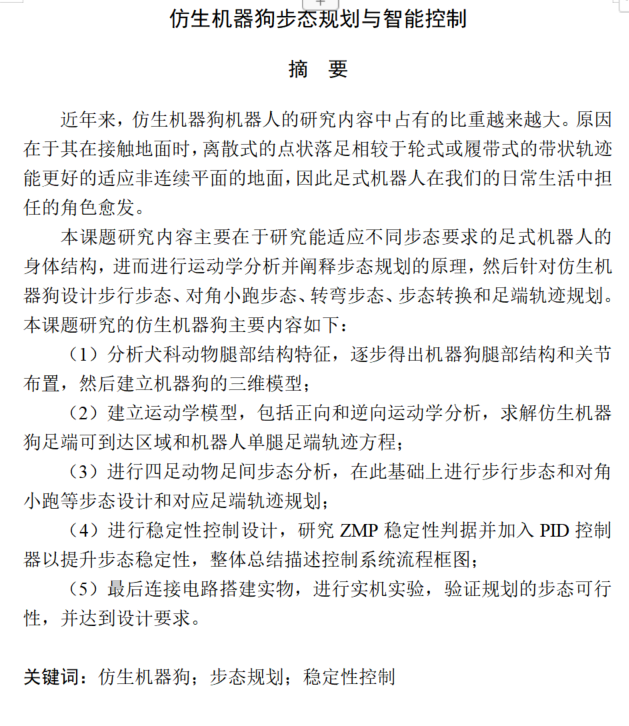 仿生机器狗步态规划与智能控制
摘 要
近年来，仿生机器狗机器人的研究内容中占有的比重越来越大。原因
在于其在接触地面时，离散式的点状落足相较于轮式或履带式的带状轨迹
能更好的适应非连续平面的地面，因此足式机器人在我们的日常生活中担
任的角色愈发。
本课题研究内容主要在于研究能适应不同步态要求的足式机器人的
身体结构，进而进行运动学分析并阐释步态规划的原理，然后针对仿生机
器狗设计步行步态、对角小跑步态、转弯步态、步态转换和足端轨迹规划。
本课题研究的仿生机器狗主要内容如下：
（1）分析犬科动物腿部结构特征，逐步得出机器狗腿部结构和关节
布置，然后建立机器狗的三维模型；
（2）建立运动学模型，包括正向和逆向运动学分析，求解仿生机器
狗足端可到达区域和机器人单腿足端轨迹方程；
（3）进行四足动物足间步态分析，在此基础上进行步行步态和对角
小跑等步态设计和对应足端轨迹规划；
（4）进行稳定性控制设计，研究 ZMP 稳定性判据并加入 PID 控制
器以提升步态稳定性，整体总结描述控制系统流程框图；
（5）最后连接电路搭建实物，进行实机实验，验证规划的步态可行
性，并达到设计要求。
关键词：仿生机器狗；步态规划；稳定性控制